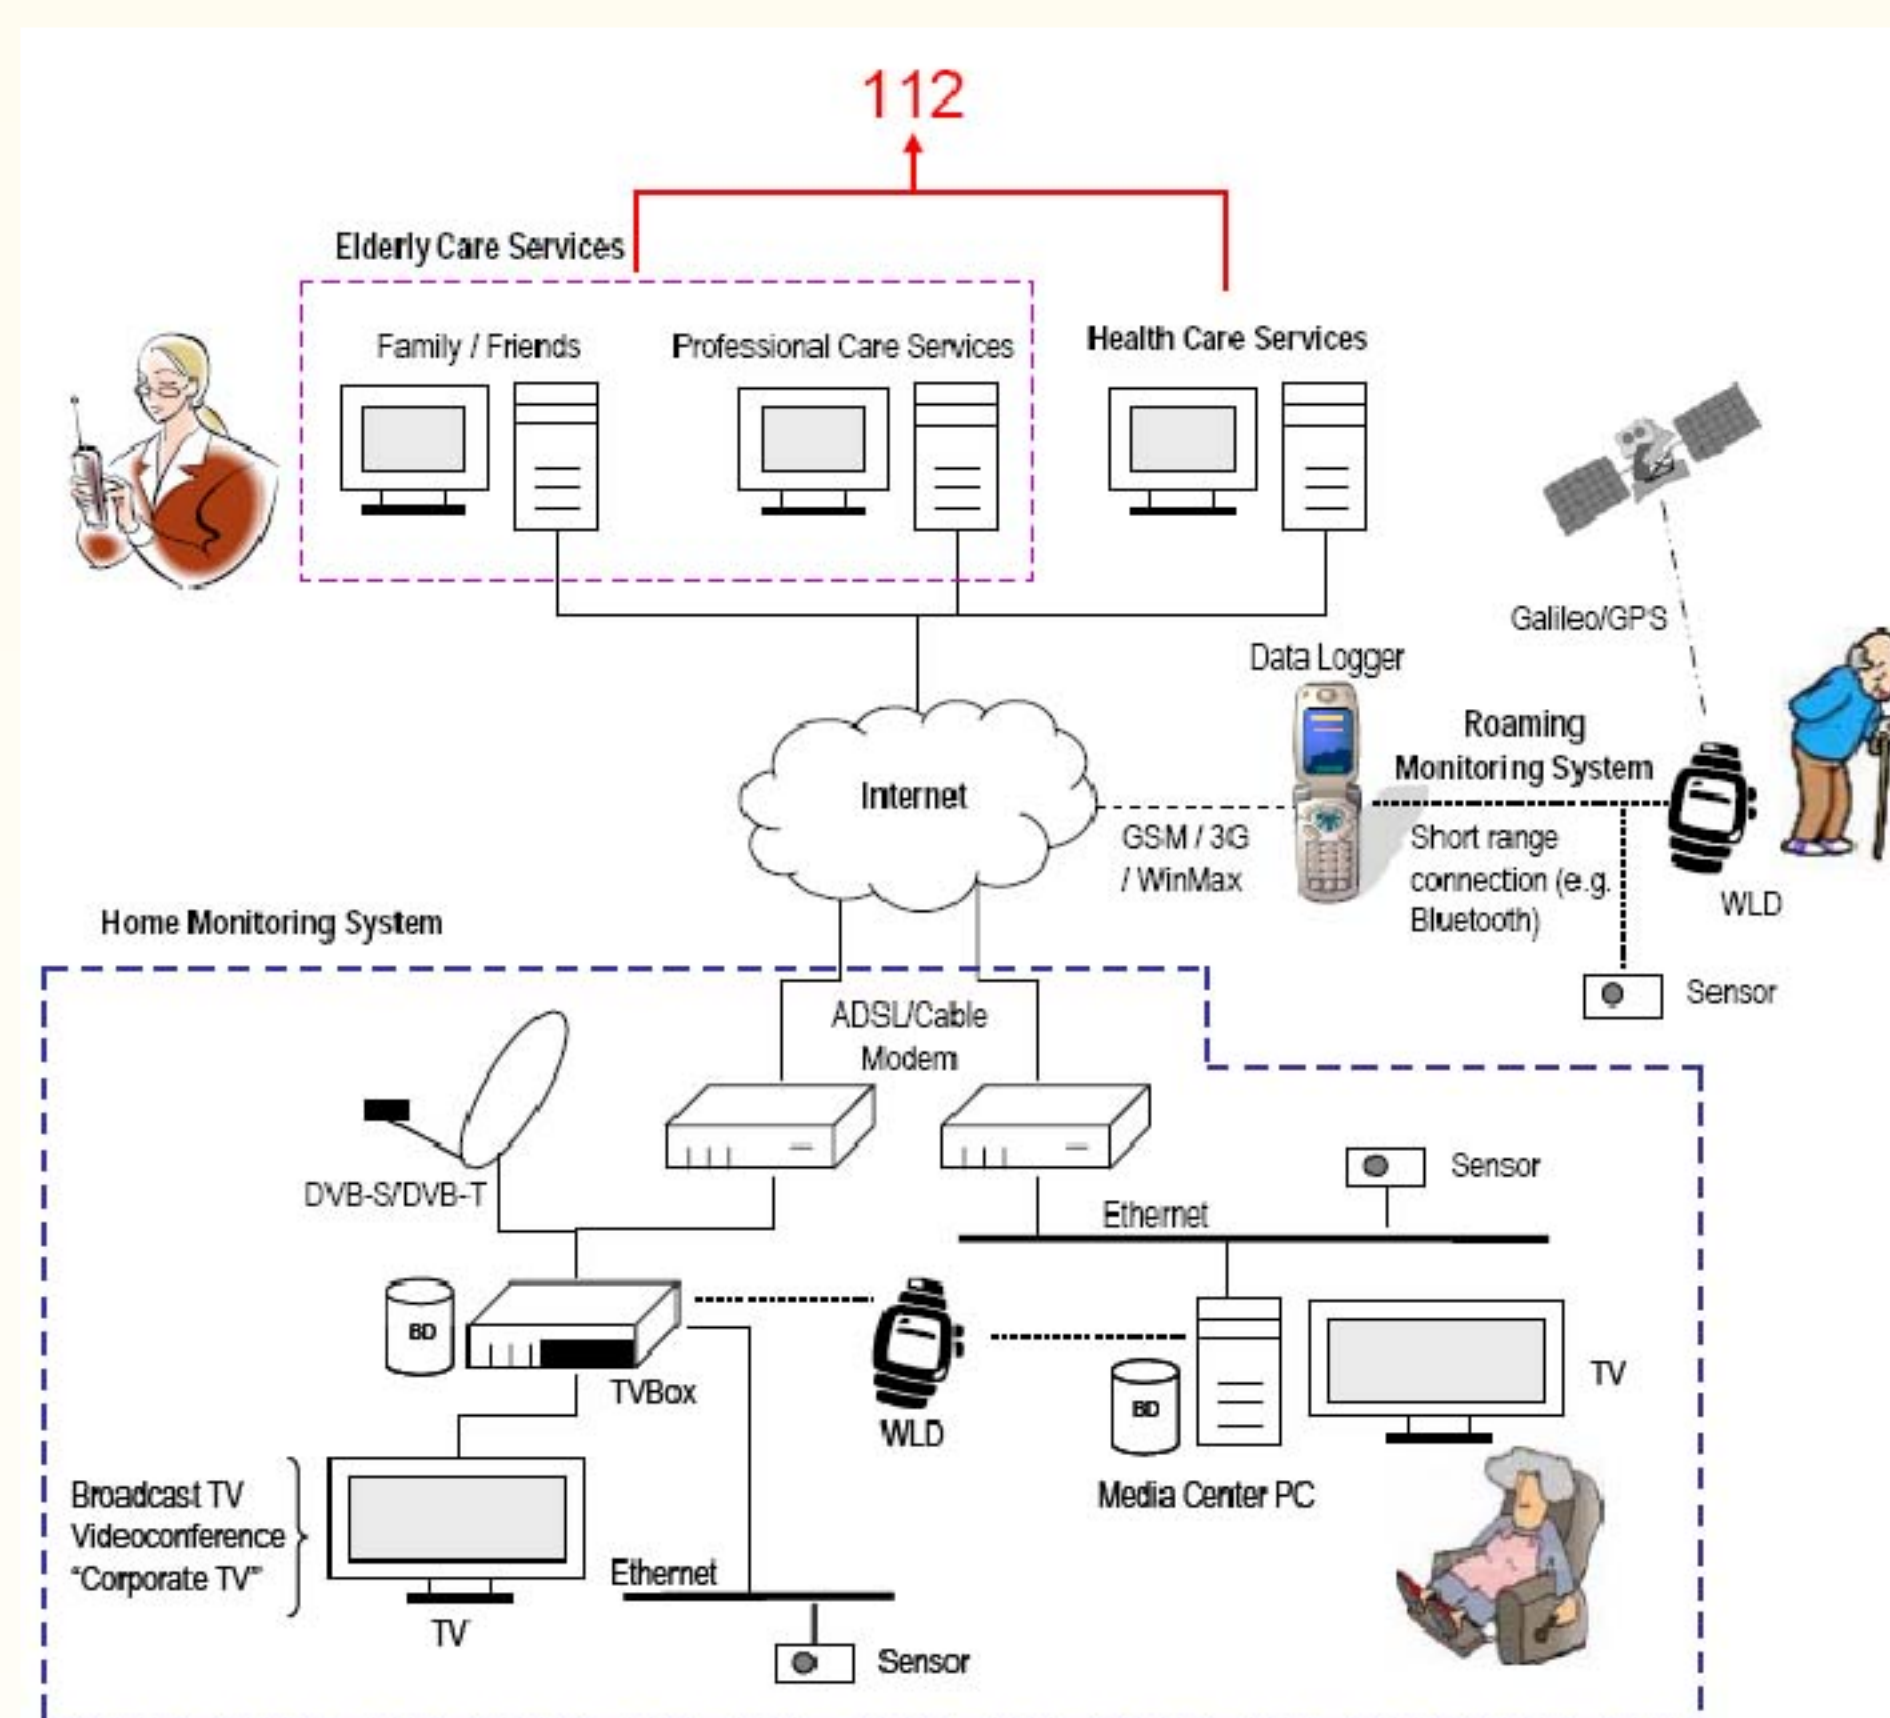 112
Elderly Care Services
Family / Friends
Professional Care Services
Health Care Services
Galileo/GPS
Data Logger
Roaming
Monitoring System
Internet
GSM / 3G
/ WinMax
Short range
connection (e.g.
Bluetooth)
WLD
Sensor
Home Monitoring System
ADSL/Cable
Modem
DVB-S/DVB-T
Sensor
Ethernet
BD
TVBox
WLD
BD
TV
Media Center PC
Broadcast TV
Videoconference
"Corporate TV"
TV
Ethernet
Sensor